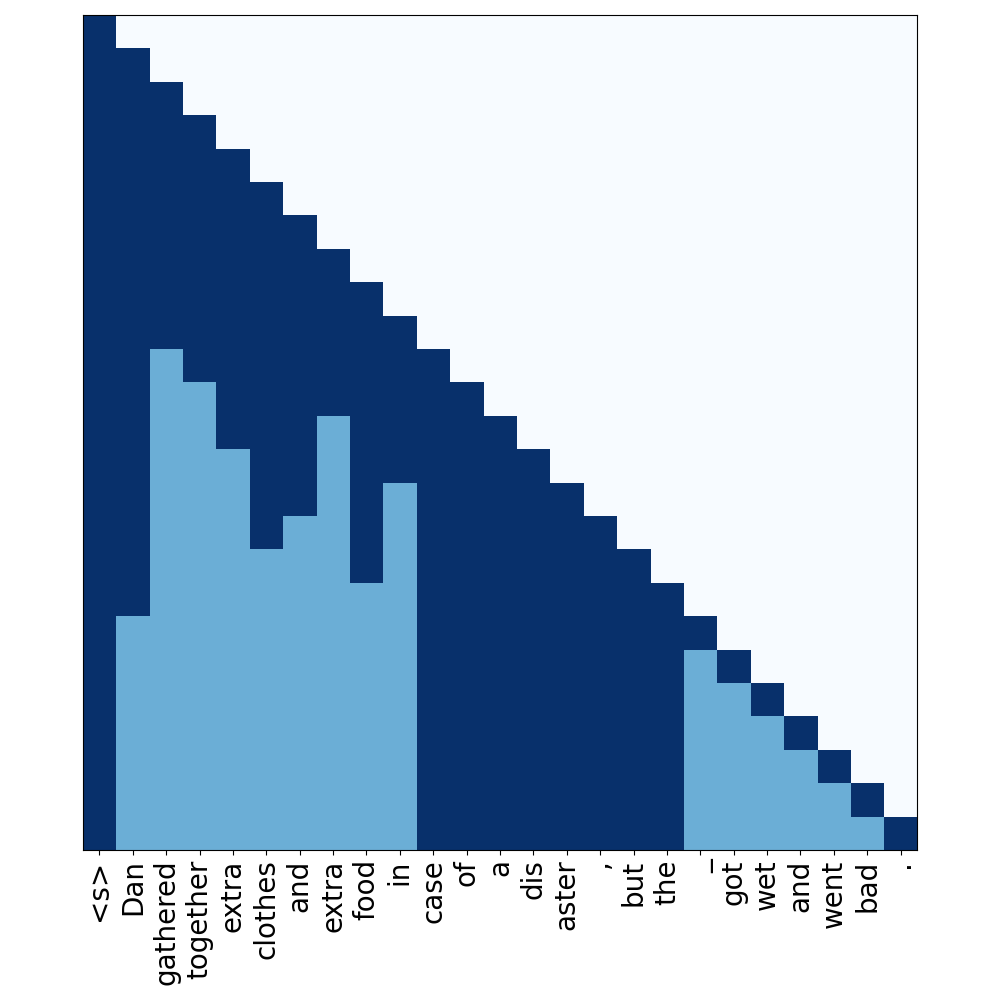 <s>
Dan
gathered
together
extra
clothes
and
extra
food
in
case
of
a
dis
aster
,
but
the
_
got
wet
and
went
bad
.